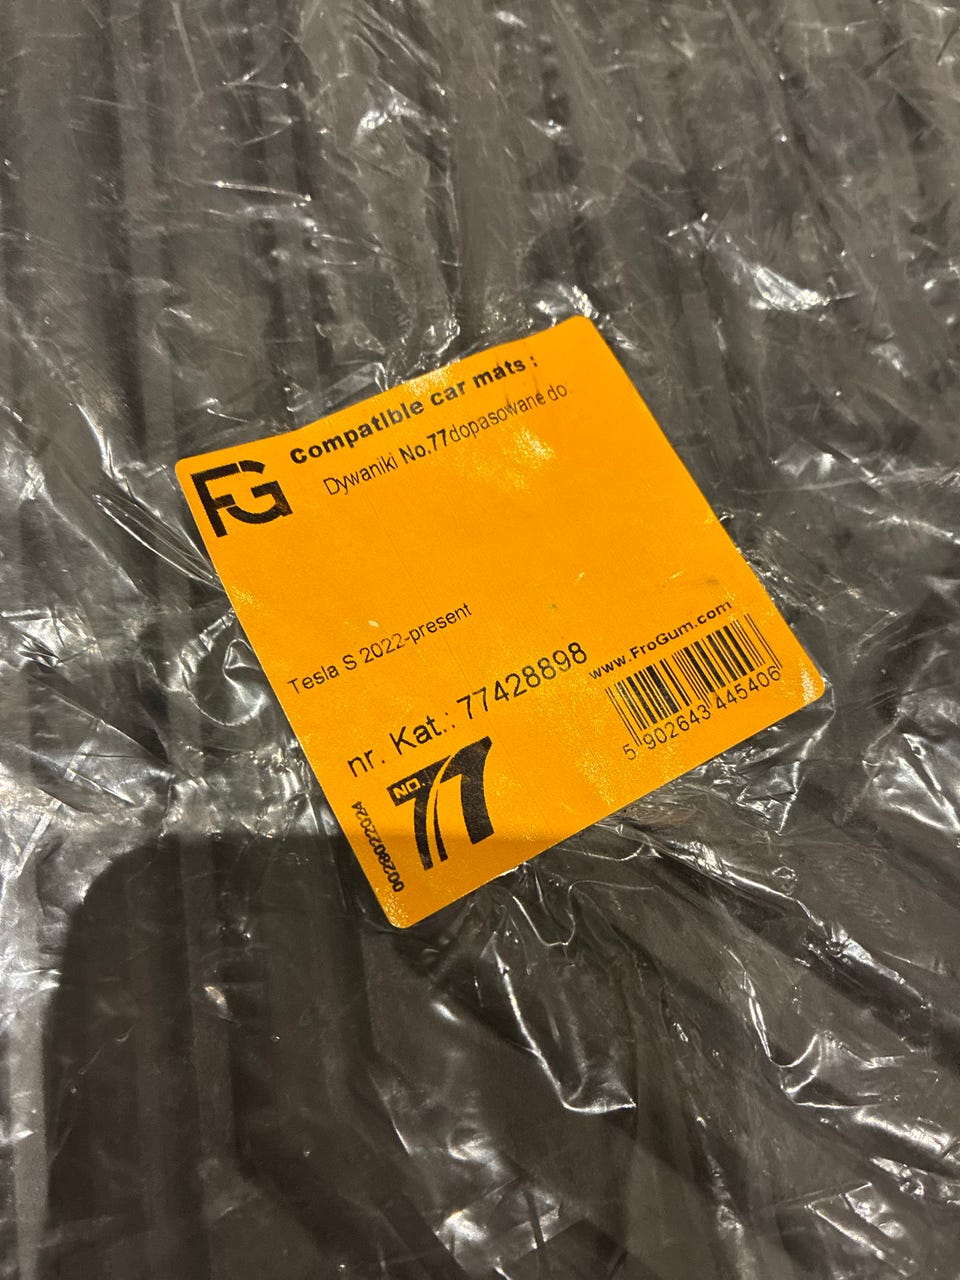 FG
Compatible car mats :
Dywaniki No.77dopasowane do:
Tesla S 2022-present
nr. Kat.: 77428898
www.FroGum.com
5 902643 445406
NO.77
0028022024